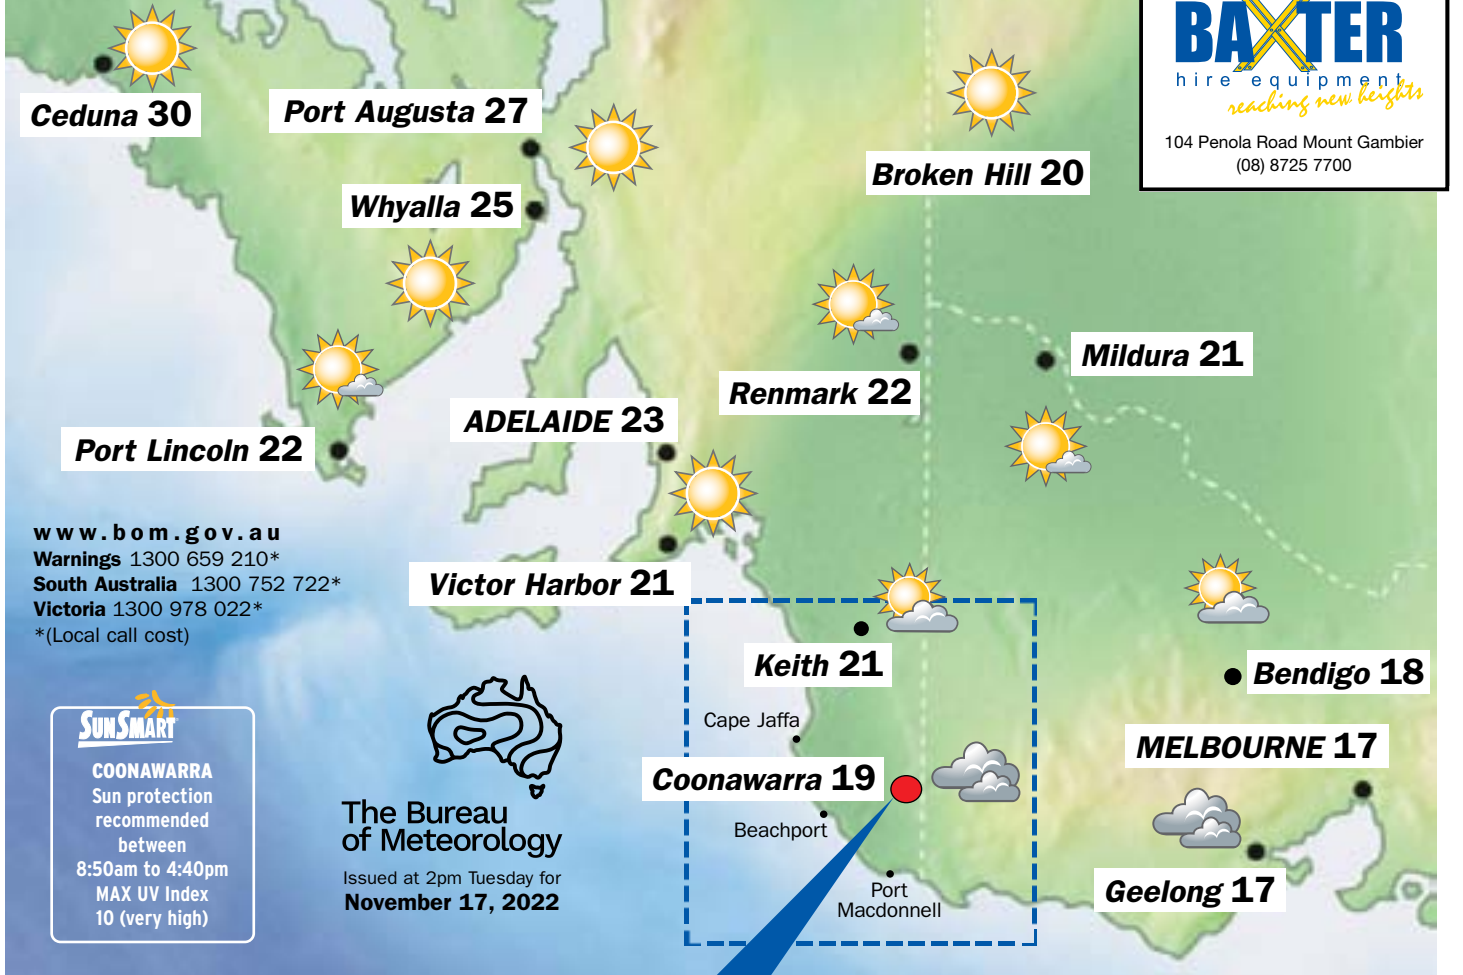 BAXTER
hire equipment
reaching new heights
104 Penola Road Mount Gambier
(08) 8725 7700
Ceduna 30
Port Augusta 27
Whyalla 25
Broken Hill 20
Renmark 22
Mildura 21
ADELAIDE 23
Port Lincoln 22
www.bom.gov.au
Warnings 1300 659 210*
South Australia 1300 752 722*
Victoria 1300 978 022*
*(Local call cost)
Victor Harbor 21
Keith 21
Bendigo 18
Cape Jaffa
MELBOURNE 17
Coonawarra 19
Beachport
Geelong 17
Port
Macdonnell
SUNSMART
COONAWARRA
Sun protection
recommended
between
8:50am to 4:40pm
MAX UV Index
10 (very high)
The Bureau
of Meteorology
Issued at 2pm Tuesday for
November 17, 2022